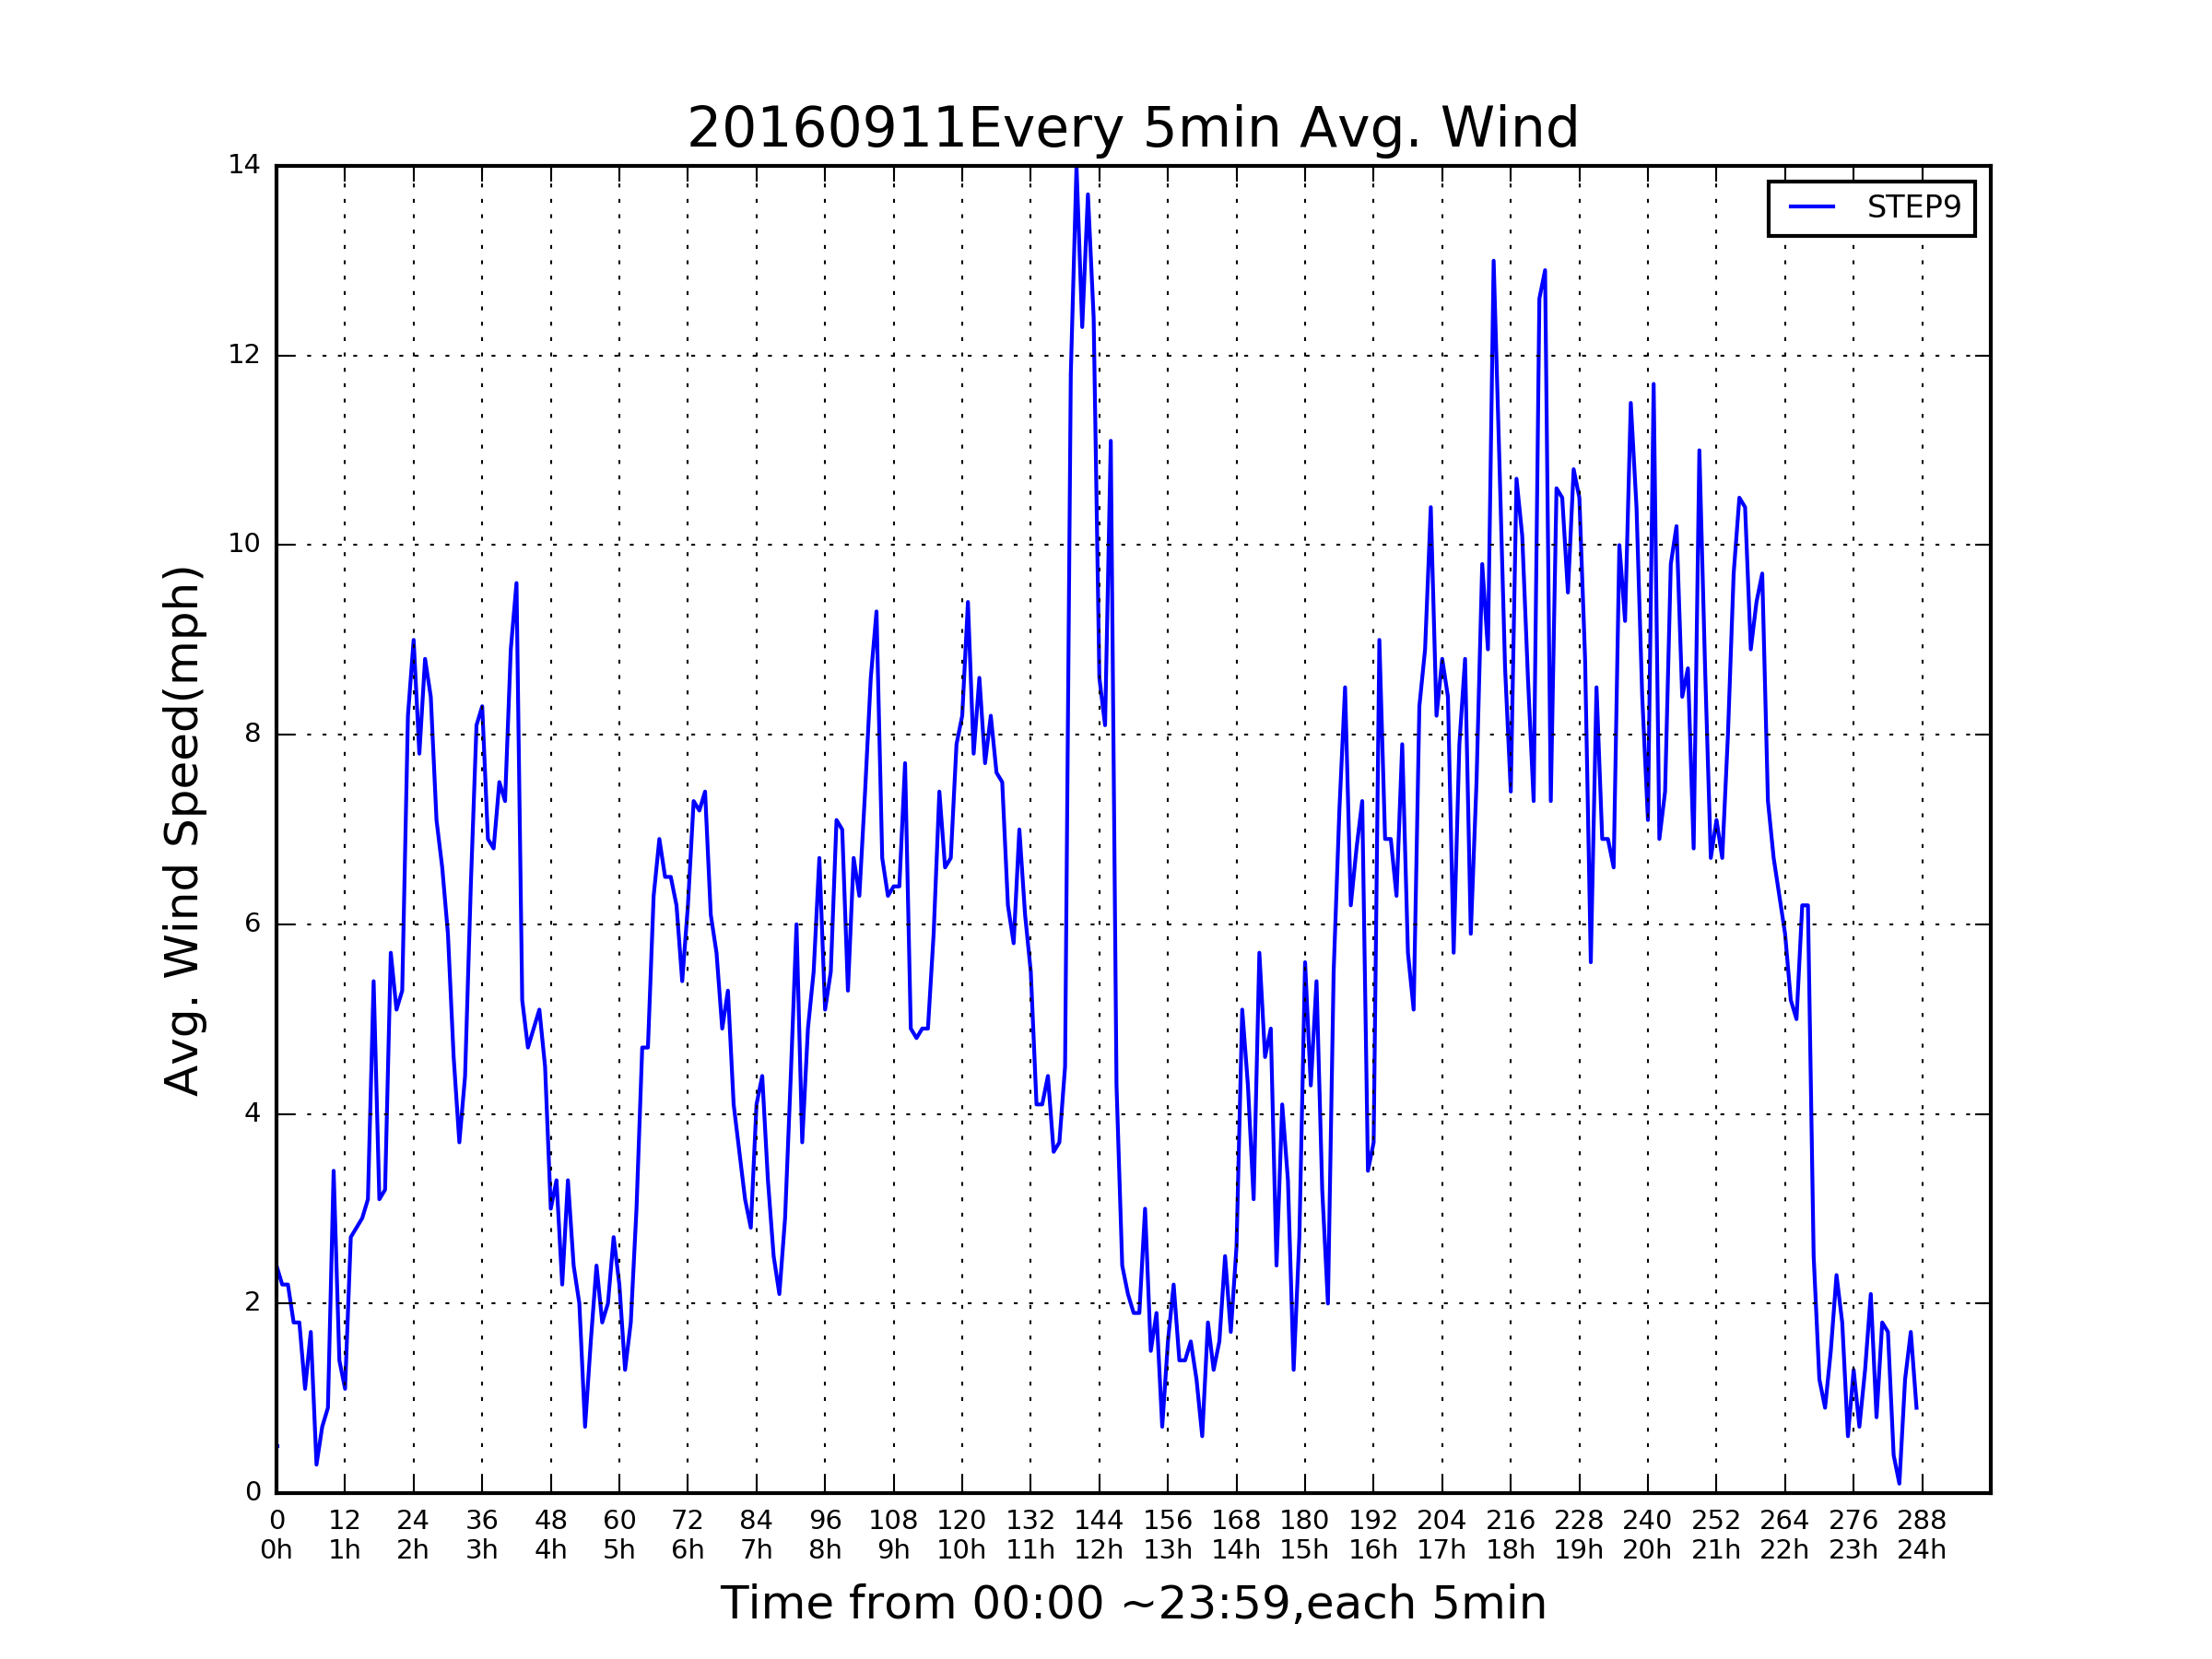 20160911Every 5min Avg. Wind
STEP9
Avg. Wind Speed(mph)
14
12
10
8
6
4
2
0
0 12 24 36 48 60 72 84 96 108 120 132 144 156 168 180 192 204 216 228 240 252 264 276 288
0h 1h 2h 3h 4h 5h 6h 7h 8h 9h 10h 11h 12h 13h 14h 15h 16h 17h 18h 19h 20h 21h 22h 23h 24h
Time from 00:00 ~23:59,each 5min